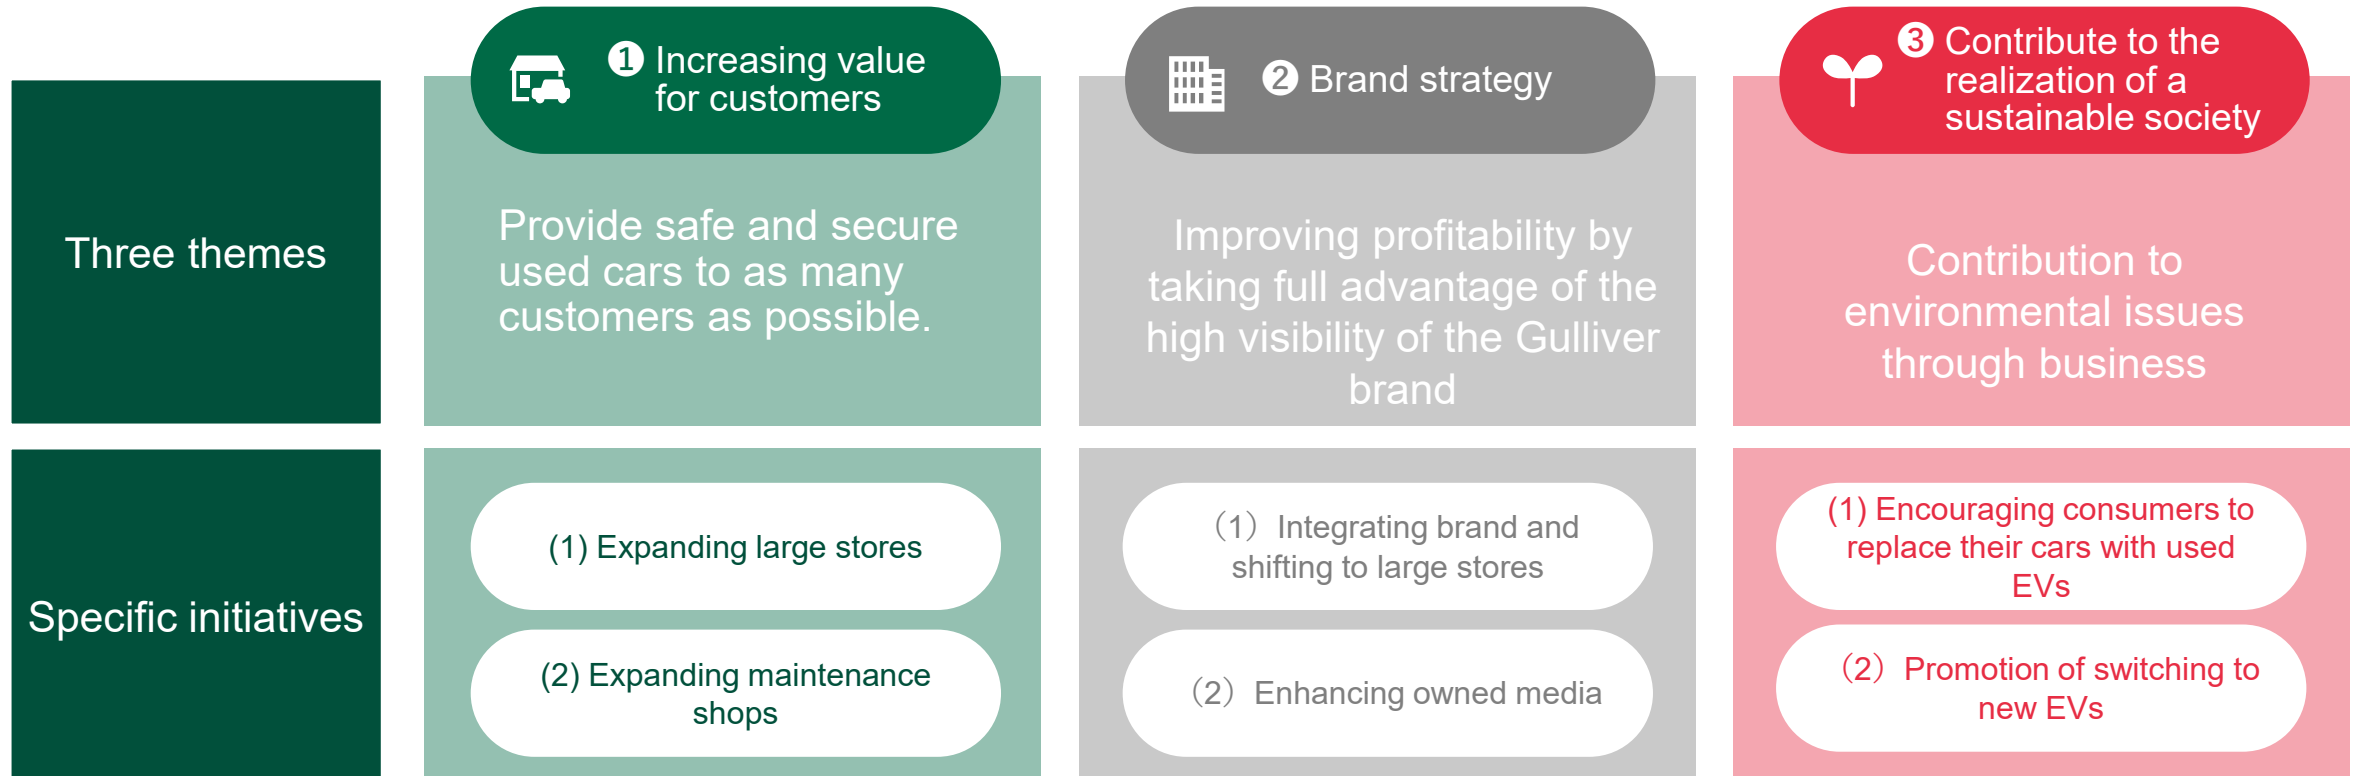 Three themes
❶ Increasing value
for customers
Provide safe and secure
used cars to as many
customers as possible.
❷ Brand strategy
Improving profitability by
taking full advantage of the
high visibility of the Gulliver
brand
❸ Contribute to the
realization of a
sustainable society
Contribution to
environmental issues
through business
Specific initiatives
(1) Expanding large stores
(2) Expanding maintenance
shops
（1）Integrating brand and
shifting to large stores
（2）Enhancing owned media
(1) Encouraging consumers to
replace their cars with used
EVs
（2）Promotion of switching to
new EVs